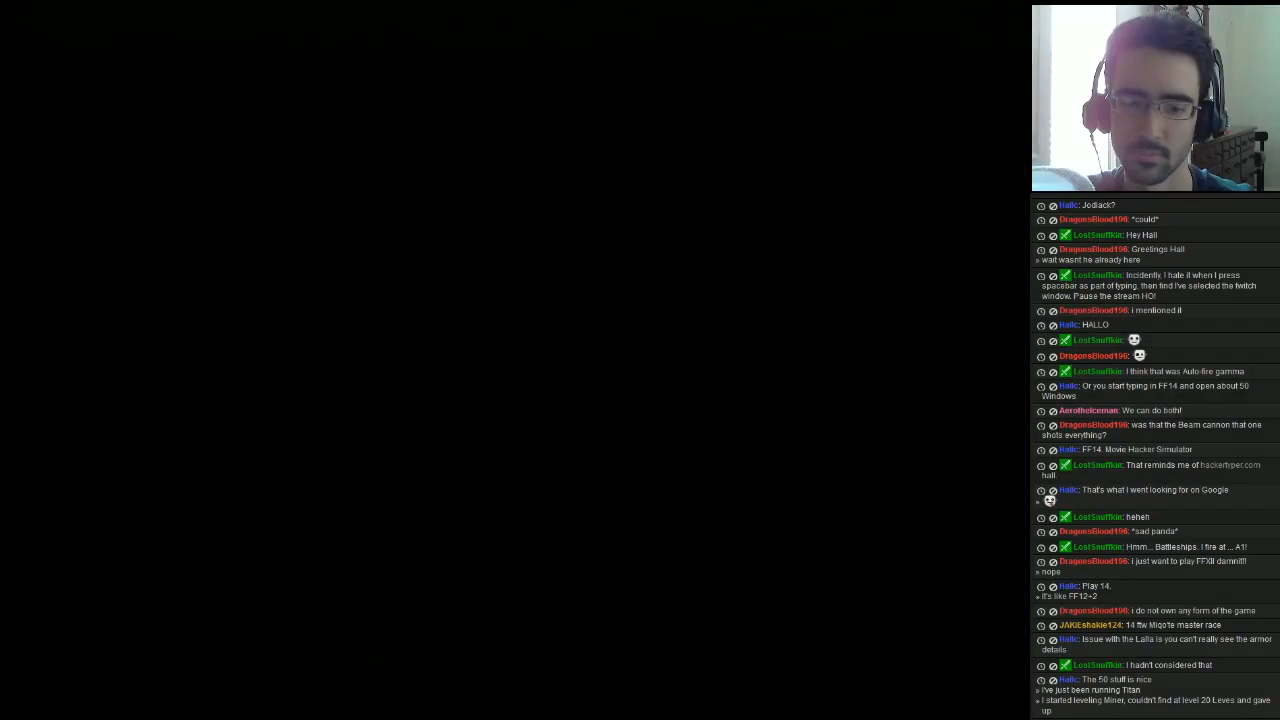 Hallc: Jodiack?
DragonsBlood196: *could*
LostSnuffkin: Hey Hall
DragonsBlood196: Greetings Hall
» wait wasnt he already here
LostSnuffkin: Incidently, I hate it when I press
spacebar as part of typing, then find I've selected the twitch
window. Pause the stream HO!
DragonsBlood196: i mentioned it
Hallc: HALLO
LostSnuffkin:
DragonsBlood196:
LostSnuffkin: I think that was Auto-fire gamma
Hallc: Or you start typing in FF14 and open about 50
Windows
AerotheIceman: We can do both!
DragonsBlood196: was that the Beam cannon that one
shots everything?
Hallc: FF14. Movie Hacker Simulator
LostSnuffkin: That reminds me of hackertyper.com
hall.
Hallc: That's what I went looking for on Google
»
LostSnuffkin: heheh
DragonsBlood196: *sad panda*
LostSnuffkin: Hmm... Battleships. I fire at ... A1!
DragonsBlood196: i just want to play FFXII damnit!!
» nope
Hallc: Play 14.
» It's like FF12+2
DragonsBlood196: i do not own any form of the game
JAKIEshakie124: 14 ftw Miqo'te master race
Hallc: Issue with the Lalla is you can't really see the armor
details
LostSnuffkin: I hadn't considered that
Hallc: The 50 stuff is nice
» I've just been running Titan
» I started leveling Miner, couldn't find at level 20 Leves and gave
up